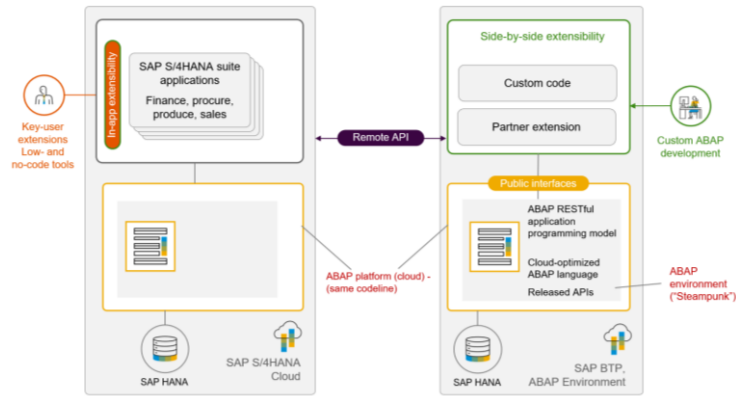 In-app extensibility
SAP S/4HANA suite
applications
Finance, procure,
produce, sales
Key-user
extensions
Low- and
no-code tools
Remote API
Side-by-side extensibility
Custom code
Partner extension
Custom ABAP
development
Public interfaces
ABAP RESTful
application
programming model
Cloud-optimized
ABAP language
Released APIs
ABAP platform (cloud) -
(same codeline)
ABAP
environment
("Steampunk")
SAP HANA
SAP S/4HANA
Cloud
SAP HANA
SAP BTP,
ABAP Environment